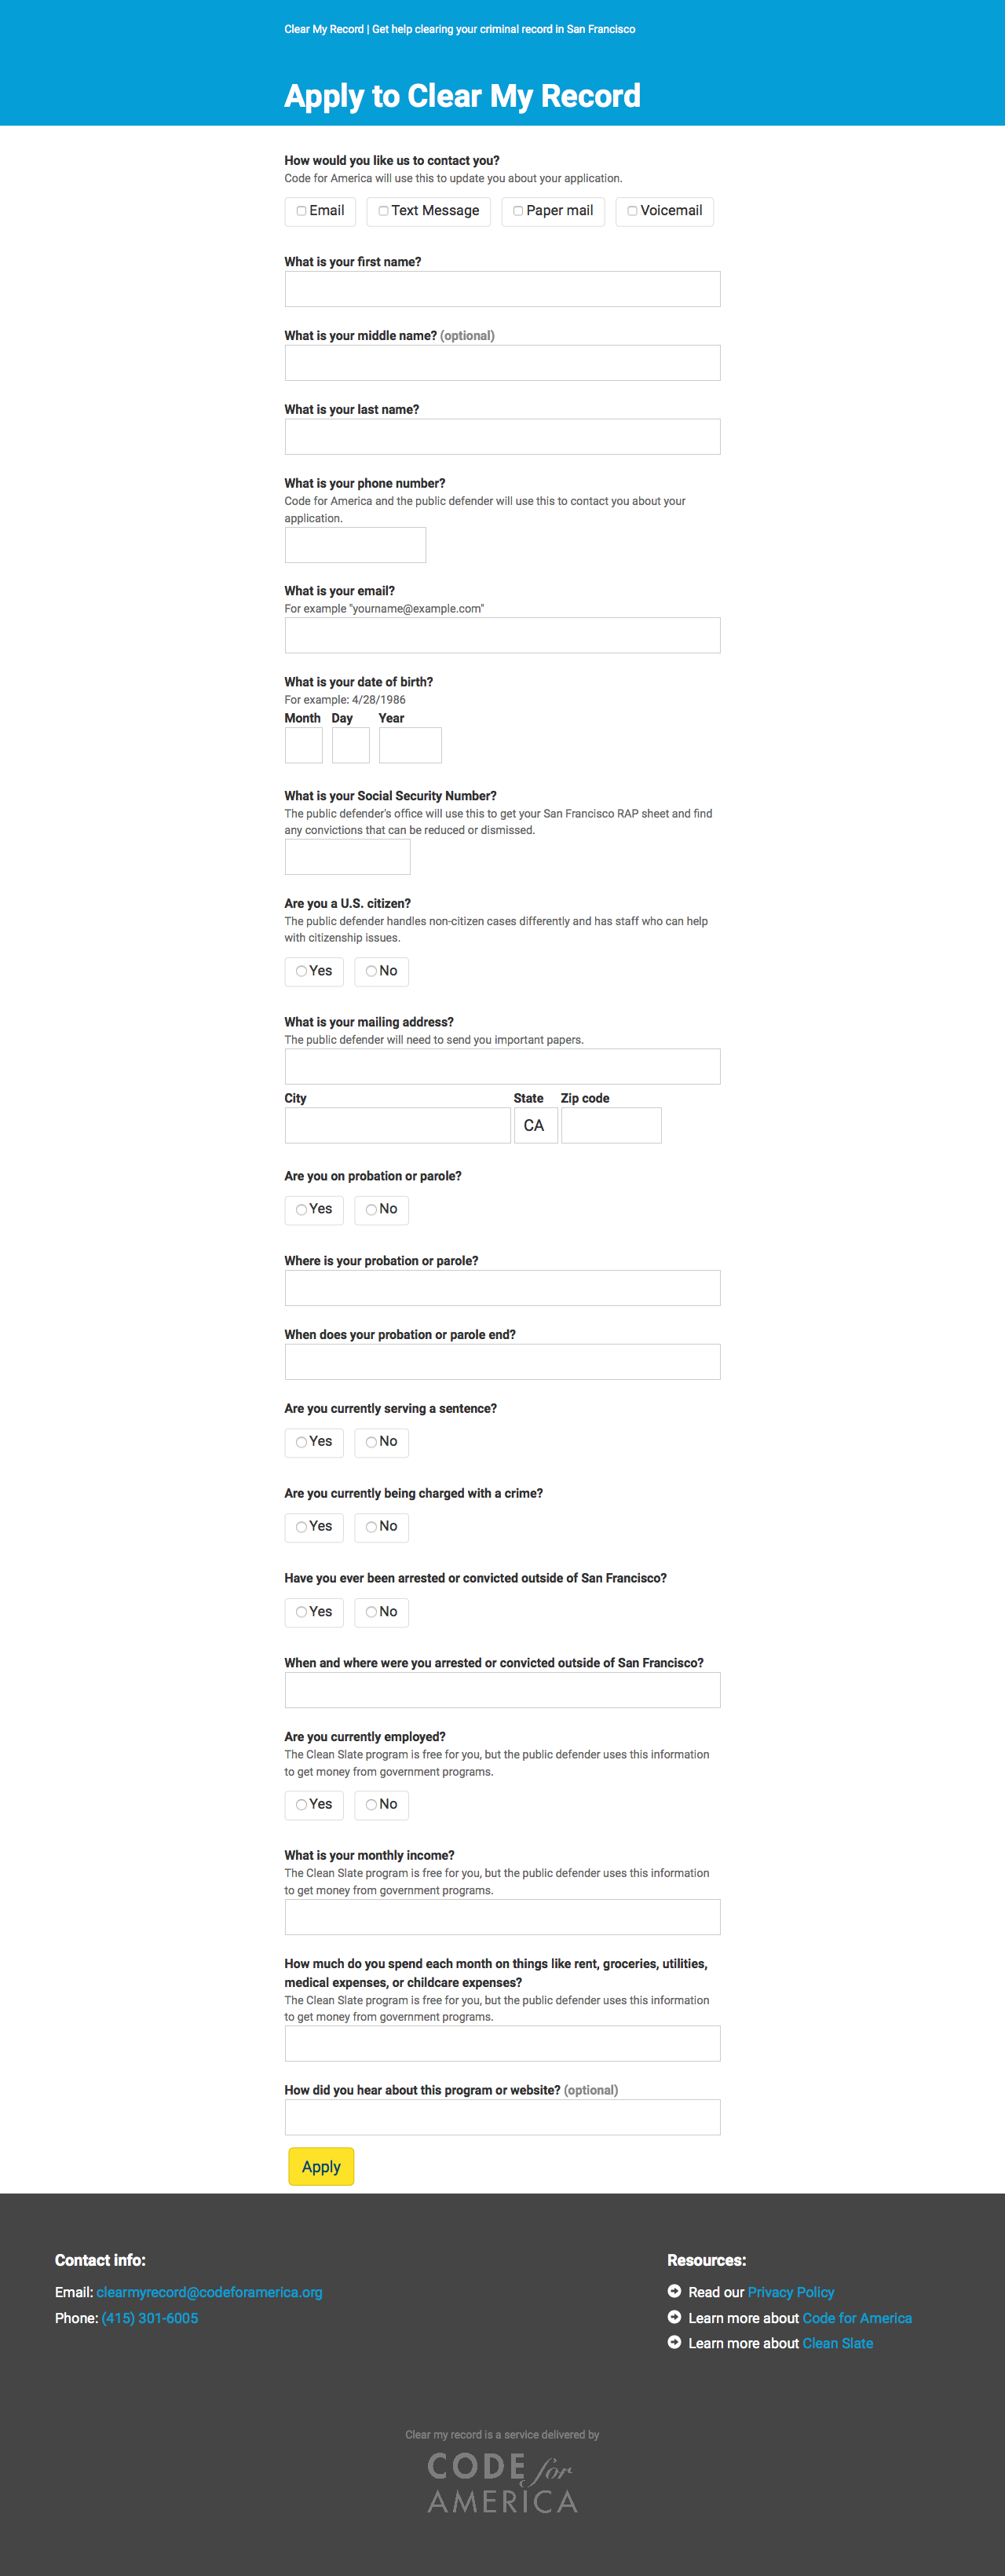 Clear My Record | Get help clearing your criminal record in San Francisco
Apply to Clear My Record
How would you like us to contact you?
Code for America will use this to update you about your application.
Email Text Message Paper mail Voicemail
What is your first name?
What is your middle name? (optional)
What is your last name?
What is your phone number?
Code for America and the public defender will use this to contact you about your
application.
What is your email?
For example "yourname@example.com"
What is your date of birth?
For example: 4/28/1986
Month Day Year
What is your Social Security Number?
The public defender's office will use this to get your San Francisco RAP sheet and find
any convictions that can be reduced or dismissed.
Are you a U.S. citizen?
The public defender handles non-citizen cases differently and has staff who can help
with citizenship issues.
Yes No
What is your mailing address?
The public defender will need to send you important papers.
City State Zip code
CA
Are you on probation or parole?
Yes No
Where is your probation or parole?
When does your probation or parole end?
Are you currently serving a sentence?
Yes No
Are you currently being charged with a crime?
Yes No
Have you ever been arrested or convicted outside of San Francisco?
Yes No
When and where were you arrested or convicted outside of San Francisco?
Are you currently employed?
The Clean Slate program is free for you, but the public defender uses this information
to get money from government programs.
Yes No
What is your monthly income?
The Clean Slate program is free for you, but the public defender uses this information
to get money from government programs.
How much do you spend each month on things like rent, groceries, utilities,
medical expenses, or childcare expenses?
The Clean Slate program is free for you, but the public defender uses this information
to get money from government programs.
How did you hear about this program or website? (optional)
Apply
Contact info:
Email: clearmyrecord@codeforamerica.org
Phone: (415) 301-6005
Resources:
Read our Privacy Policy
Learn more about Code for America
Learn more about Clean Slate
Clear my record is a service delivered by
CODE for
AMERICA